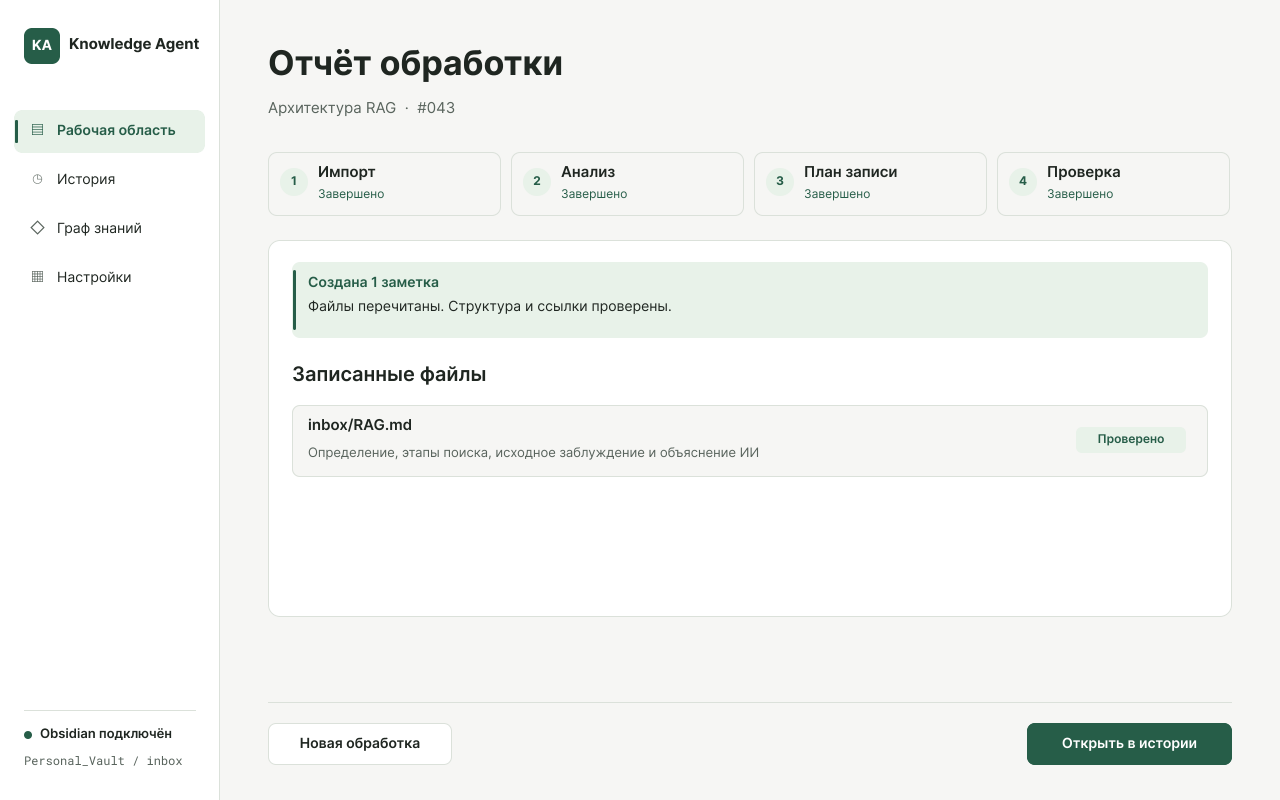 KA Knowledge Agent
Рабочая область
История
Граф знаний
Настройки
Obsidian подключён
Personal_Vault / inbox
Отчёт обработки
Архитектура RAG · #043
1 Импорт
Завершено
2 Анализ
Завершено
3 План записи
Завершено
4 Проверка
Завершено
Создана 1 заметка
Файлы перечитаны. Структура и ссылки проверены.
Записанные файлы
inbox/RAG.md
Определение, этапы поиска, исходное заблуждение и объяснение ИИ
Проверено
Новая обработка
Открыть в истории